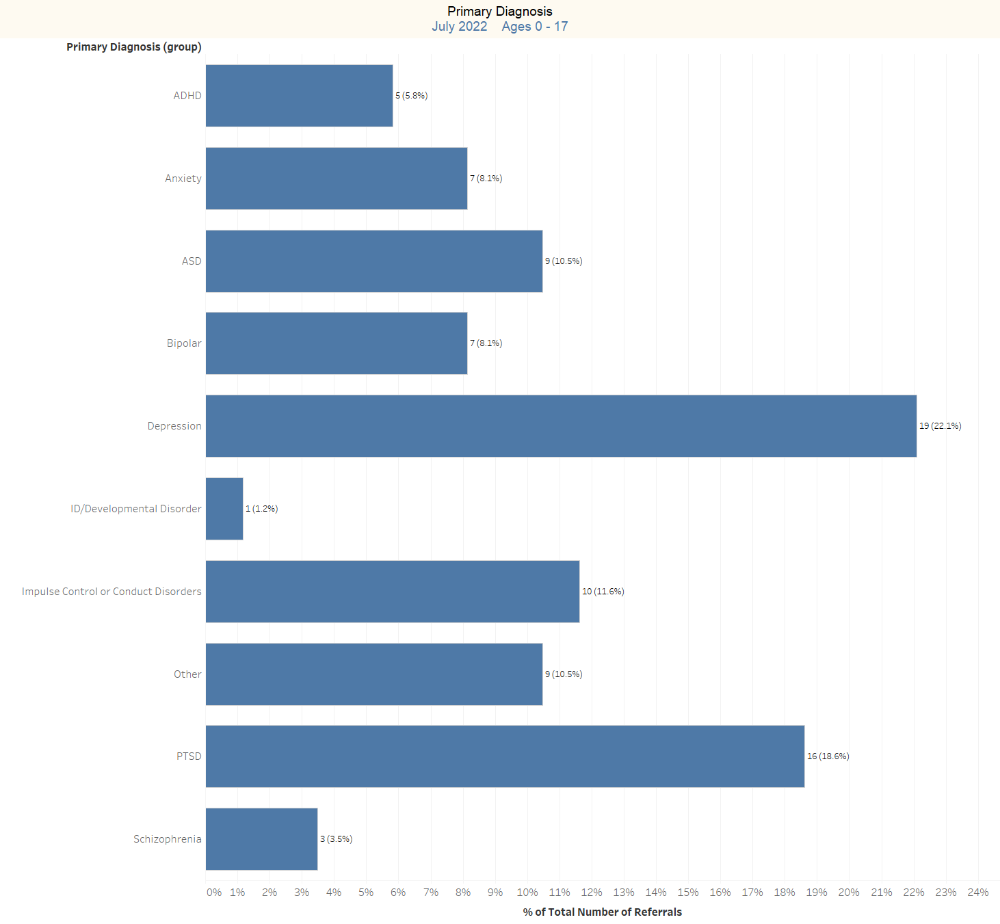 Primary Diagnosis
July 2022    Ages 0 - 17
Primary Diagnosis (group)
ADHD 5 (5.8%)
Anxiety 7 (8.1%)
ASD 9 (10.5%)
Bipolar 7 (8.1%)
Depression 19 (22.1%)
ID/Developmental Disorder 1 (1.2%)
Impulse Control or Conduct Disorders 10 (11.6%)
Other 9 (10.5%)
PTSD 16 (18.6%)
Schizophrenia 3 (3.5%)
0% 1% 2% 3% 4% 5% 6% 7% 8% 9% 10% 11% 12% 13% 14% 15% 16% 17% 18% 19% 20% 21% 22% 23% 24%
% of Total Number of Referrals